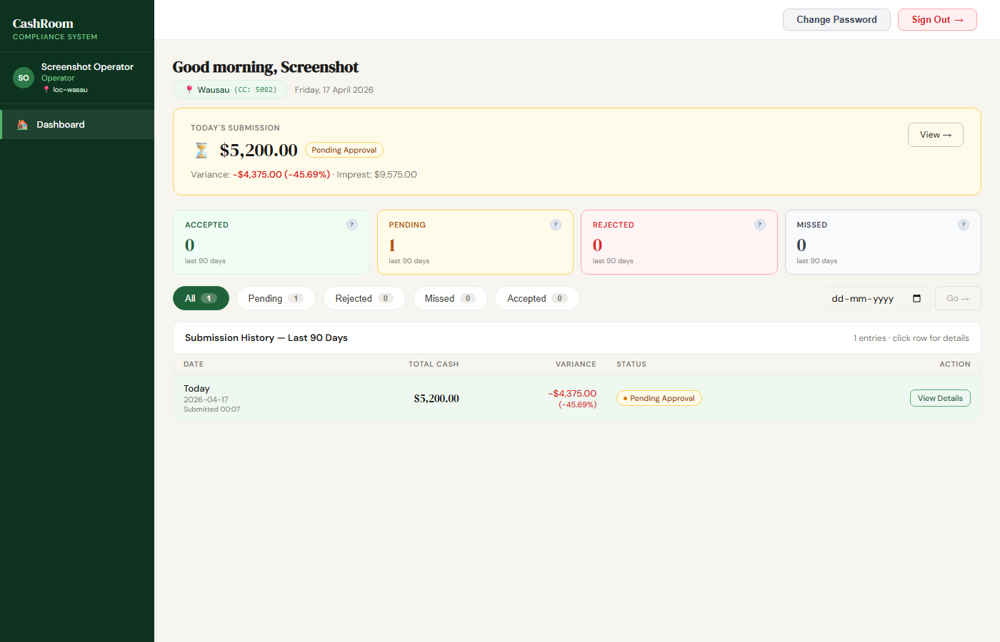 CashRoom
COMPLIANCE SYSTEM
SO
Screenshot Operator
Operator
loc-wasau
Dashboard
Change Password
Sign Out →
Good morning, Screenshot
Wausau (CC: 5082)
Friday, 17 April 2026
TODAY'S SUBMISSION
$5,200.00 Pending Approval
View →
Variance: -$4,375.00 (-45.69%) · Imprest: $9,575.00
ACCEPTED ?
0
last 90 days
PENDING ?
1
last 90 days
REJECTED ?
0
last 90 days
MISSED ?
0
last 90 days
All 1
Pending 1
Rejected 0
Missed 0
Accepted 0
dd-mm-yyyy
Go →
Submission History — Last 90 Days
1 entries · click row for details
DATE TOTAL CASH VARIANCE STATUS ACTION
Today
2026-04-17
Submitted 00:07
$5,200.00
-$4,375.00
(-45.69%)
Pending Approval
View Details